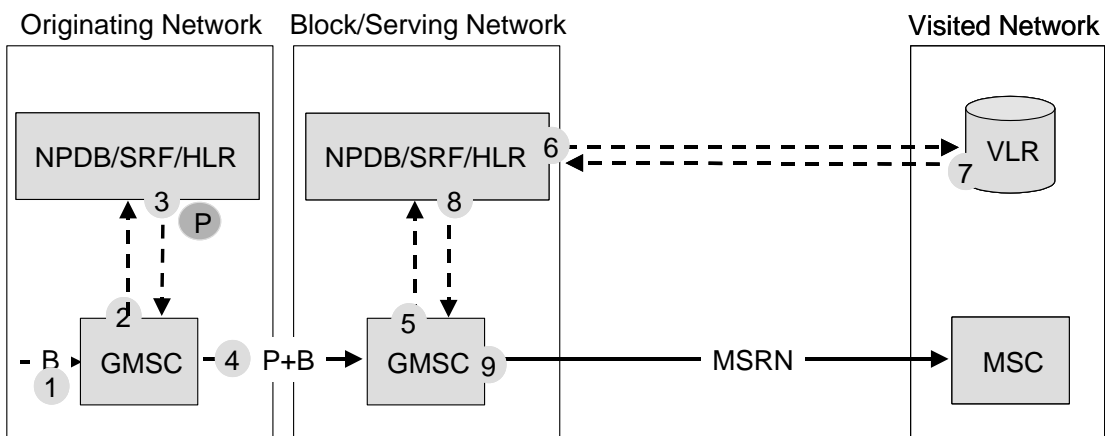 Originating Network
Block/Serving Network
Visited Network
NPDB/SRF/HLR
NPDB/SRF/HLR
6
VLR
7
3
P
8
2
5
B
1
GMSC
4
P+B
GMSC
9
MSRN
MSC